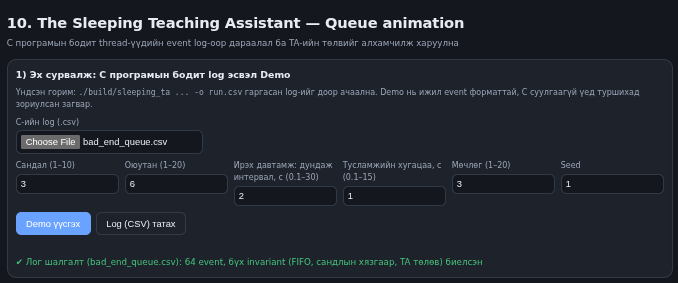 10. The Sleeping Teaching Assistant — Queue animation
С програмын бодит thread-үүдийн event log-оор дараалал ба TA-ийн төлвийг алхамчилж харуулна
1) Эх сурвалж: С програмын бодит log эсвэл Demo
Үндсэн горим: ./build/sleeping_ta ... -o run.csv гаргасан log-ийг доор ачаална. Demo нь ижил event форматтай, С суулгаагүй үед туршихад
зориулсан загвар.
С-ийн log (.csv)
Choose File bad_end_queue.csv
Сандал (1–10)
Оюутан (1–20)
Ирэх давтамж: дундаж
интервал, с (0.1–30)
Тусламжийн хугацаа, с
(0.1–15)
Мөчлөг (1–20)
Seed
3
6
2
1
3
1
Demo үүсгэх
Log (CSV) татах
✔ Лог шалгалт (bad_end_queue.csv): 64 event, бүх invariant (FIFO, сандлын хязгаар, TA төлөв) биелсэн